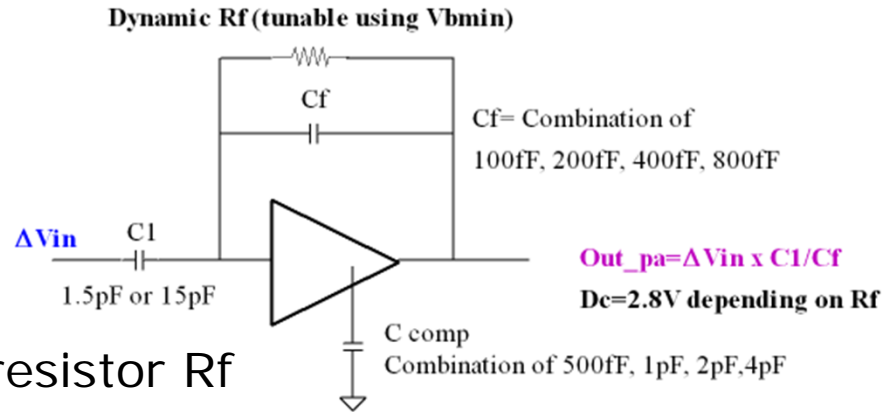 Dynamic Rf (tunable using Vbmin)
Cf
Cf= Combination of
100fF, 200fF, 400fF, 800fF
ΔVin
C1
1.5pF or 15pF
Out_pa=ΔVin x C1/Cf
Dc=2.8V depending on Rf
C comp
Combination of 500fF, 1pF, 2pF,4pF
resistor Rf